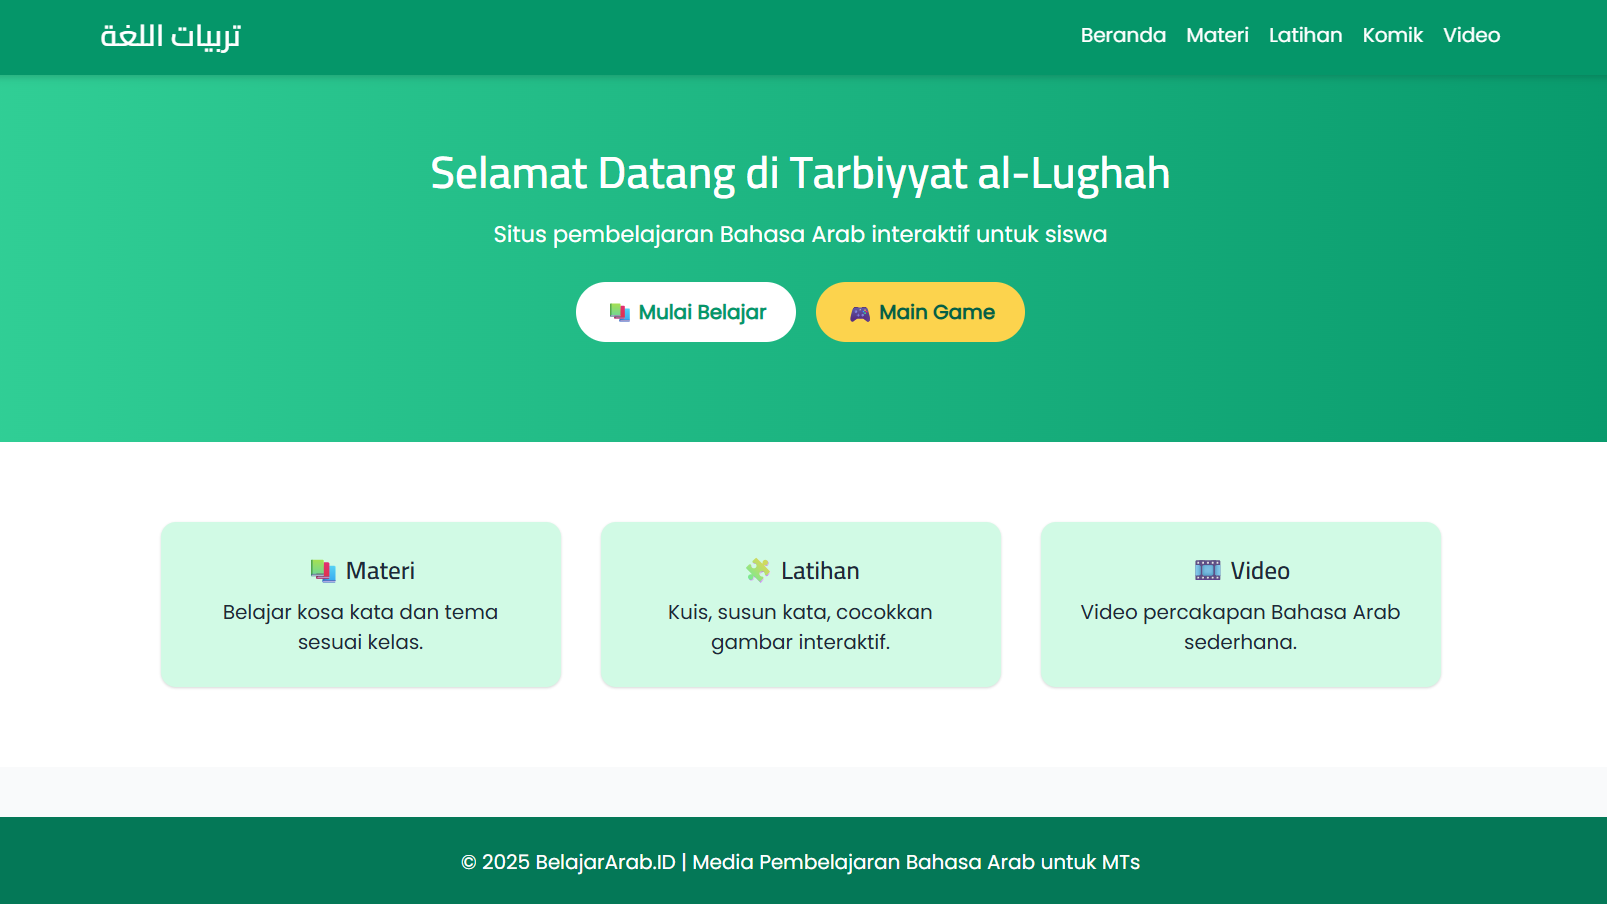 تربيات اللغة
Beranda Materi Latihan Komik Video
Selamat Datang di Tarbiyyat al-Lughah
Situs pembelajaran Bahasa Arab interaktif untuk siswa
📚 Mulai Belajar
🎮 Main Game
📚 Materi
Belajar kosa kata dan tema
sesuai kelas.
🧩 Latihan
Kuis, susun kata, cocokkan
gambar interaktif.
🎞️ Video
Video percakapan Bahasa Arab
sederhana.
© 2025 BelajarArab.ID | Media Pembelajaran Bahasa Arab untuk MTs